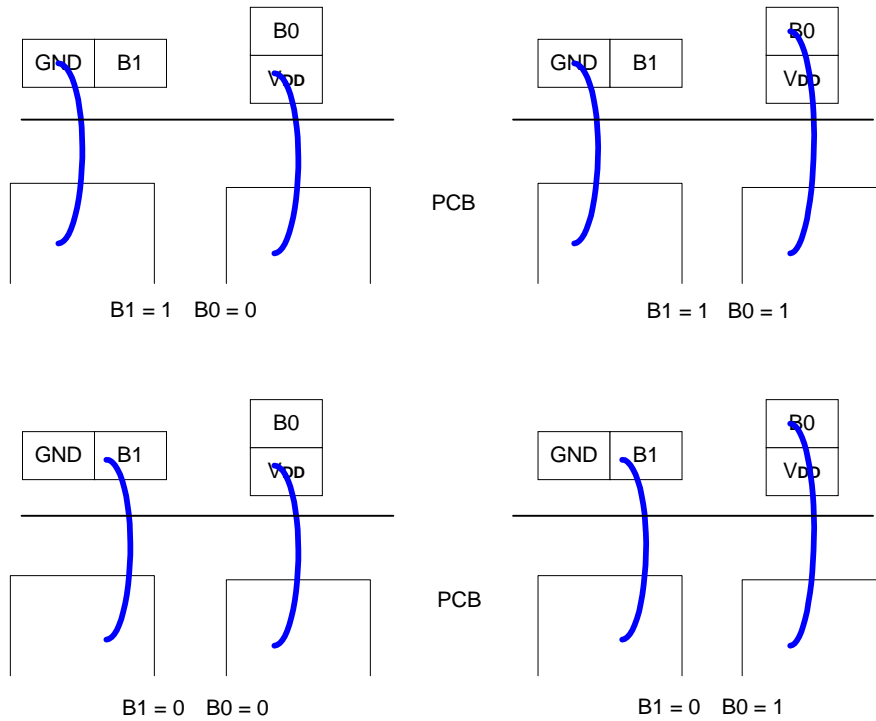 B0 B0
GND B1 VDD GND B1 VDD
PCB
B1 = 1 B0 = 0 B1 = 1 B0 = 1
B0 B0
GND B1 VDD GND B1 VDD
PCB
B1 = 0 B0 = 0 B1 = 0 B0 = 1